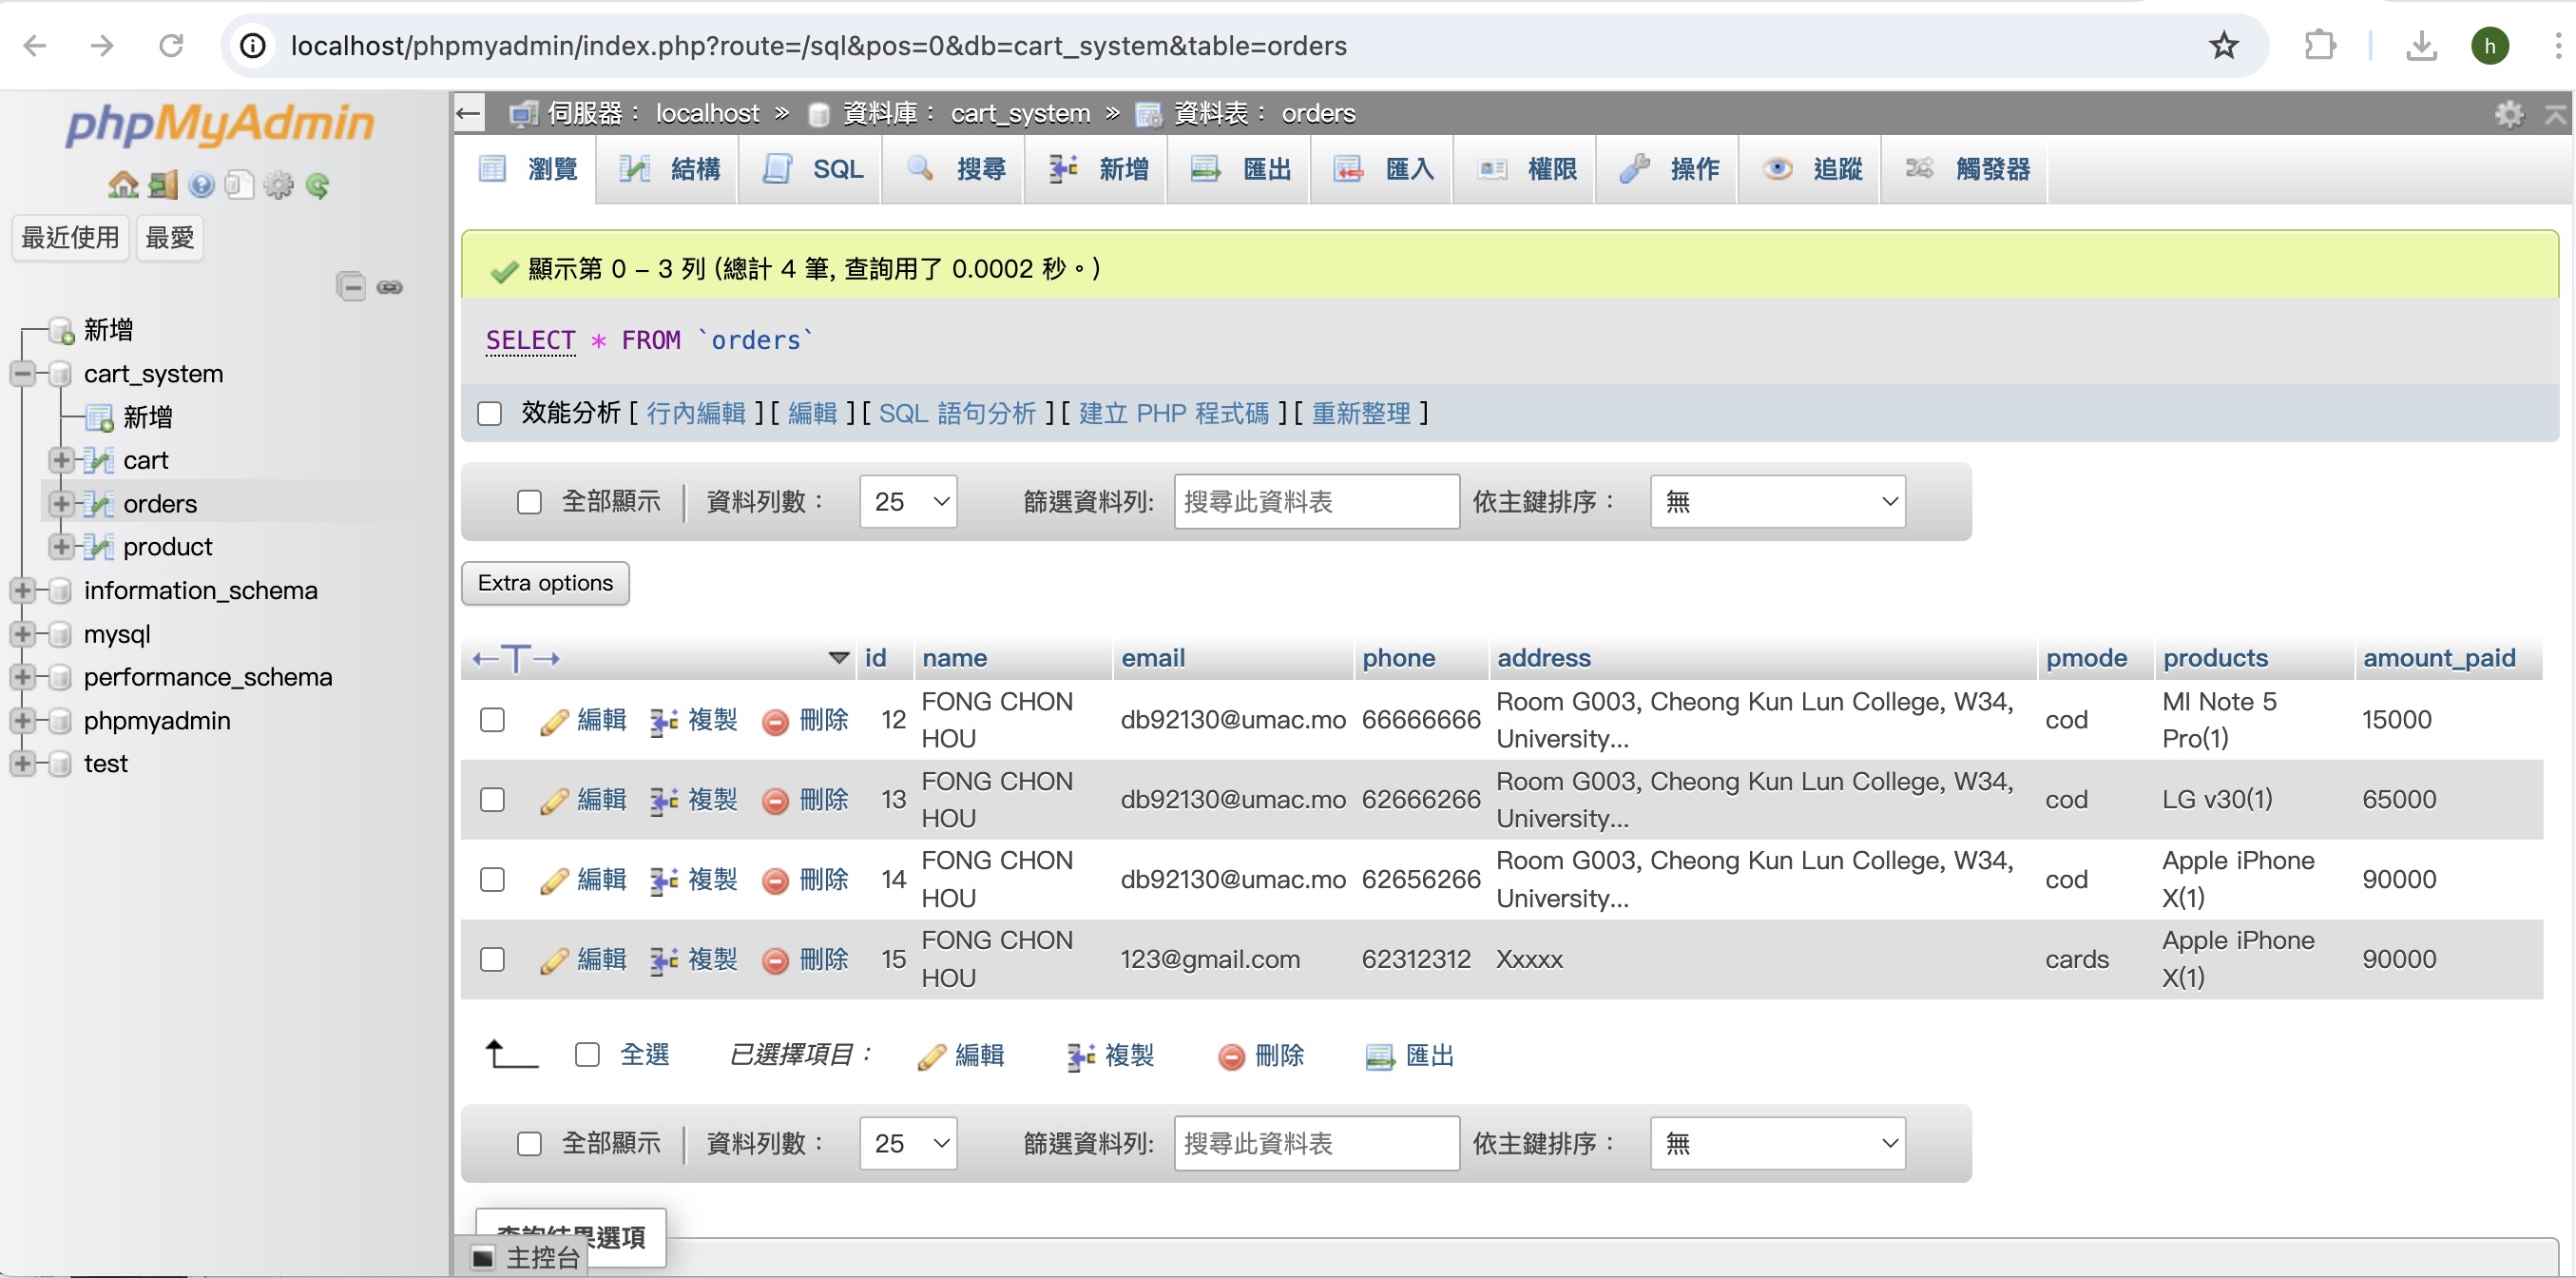 localhost/phpmyadmin/index.php?route=/sql&pos=0&db=cart_system&table=orders
h
phpMyAdmin
最近使用 最愛
新增
cart_system
新增
cart
orders
product
information_schema
mysql
performance_schema
phpmyadmin
test
伺服器： localhost » 資料庫： cart_system » 資料表： orders
瀏覽 結構 SQL 搜尋 新增 匯出 匯入 權限 操作 追蹤 觸發器
顯示第 0 – 3 列 (總計 4 筆, 查詢用了 0.0002 秒。)
SELECT * FROM `orders`
效能分析 [ 行內編輯 ] [ 編輯 ] [ SQL 語句分析 ] [ 建立 PHP 程式碼 ] [ 重新整理 ]
全部顯示 | 資料列數： 25 篩選資料列: 搜尋此資料表 依主鍵排序： 無
Extra options
←T→ id name email phone address pmode products amount_paid
編輯 複製 刪除 12 FONG CHON HOU db92130@umac.mo 66666666 Room G003, Cheong Kun Lun College, W34, University... cod MI Note 5 Pro(1) 15000
編輯 複製 刪除 13 FONG CHON HOU db92130@umac.mo 62666266 Room G003, Cheong Kun Lun College, W34, University... cod LG v30(1) 65000
編輯 複製 刪除 14 FONG CHON HOU db92130@umac.mo 62656266 Room G003, Cheong Kun Lun College, W34, University... cod Apple iPhone X(1) 90000
編輯 複製 刪除 15 FONG CHON HOU 123@gmail.com 62312312 Xxxxx cards Apple iPhone X(1) 90000
全選 已選擇項目： 編輯 複製 刪除 匯出
全部顯示 | 資料列數： 25 篩選資料列: 搜尋此資料表 依主鍵排序： 無
查詢結果選項
主控台